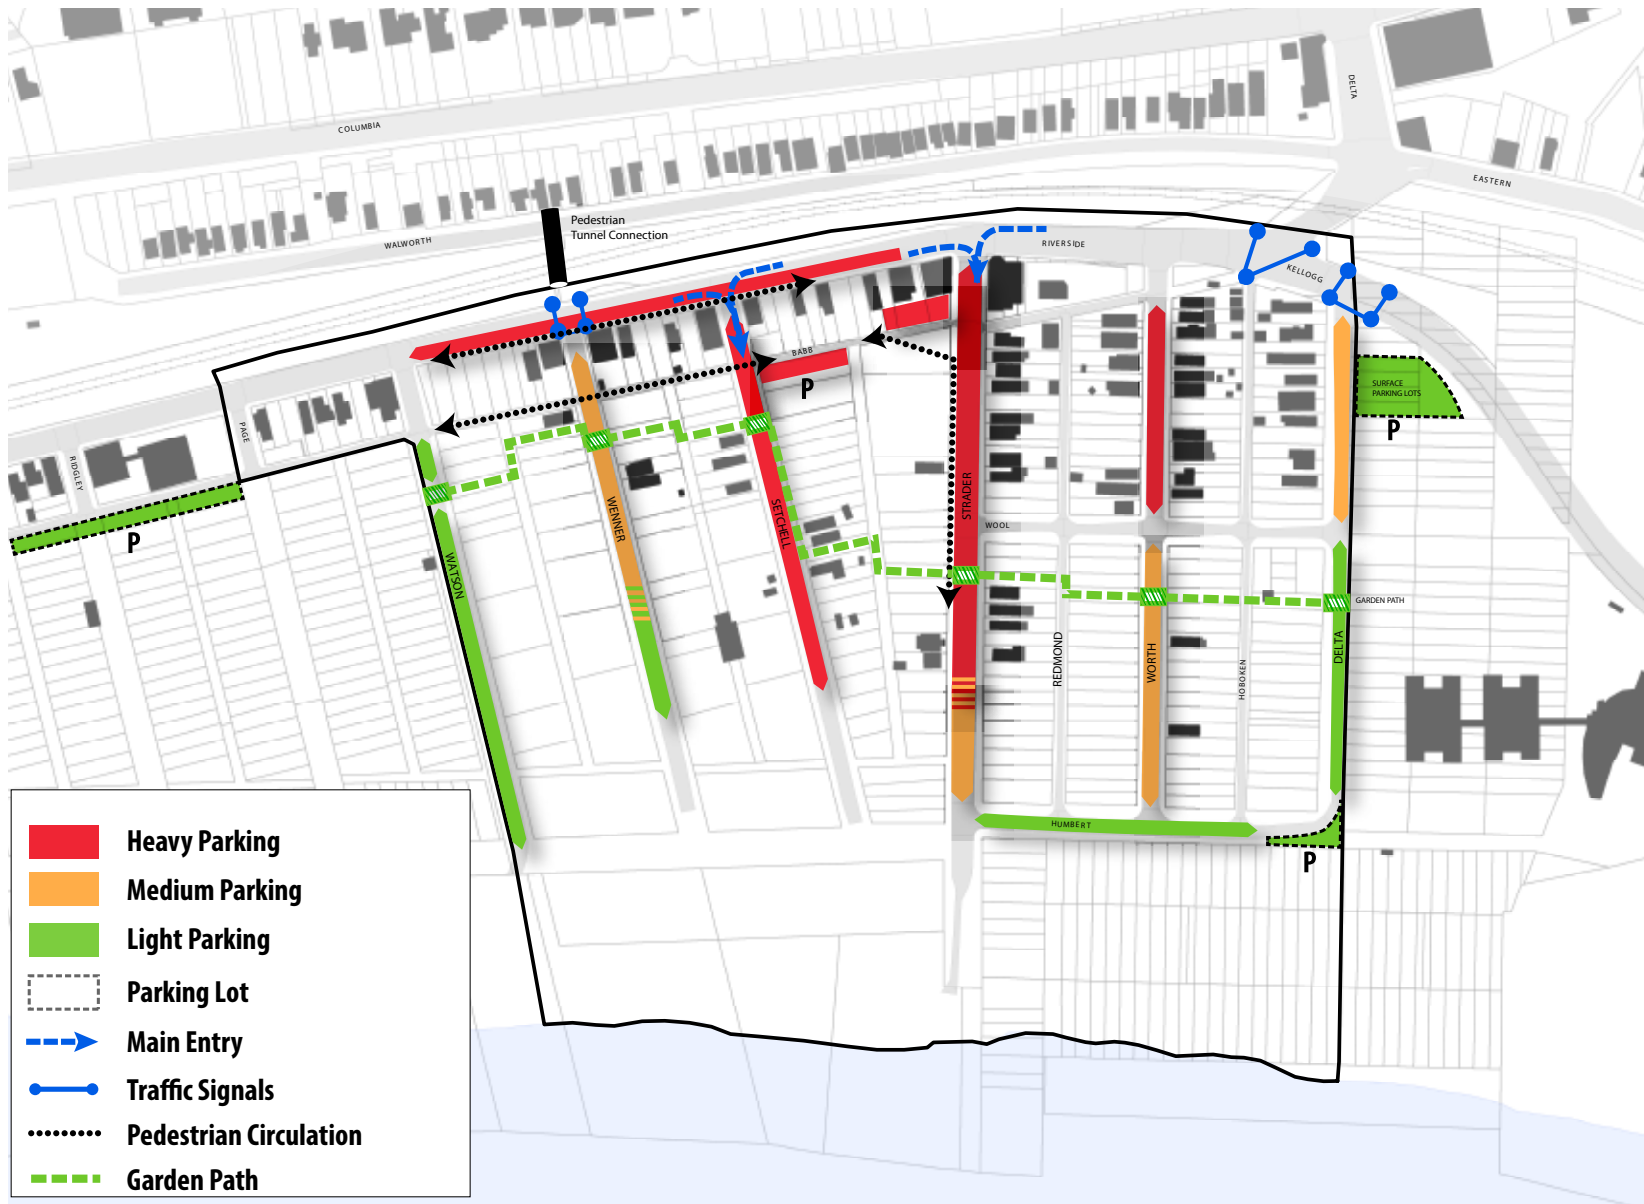 COLUMBIA
DELTA
EASTERN
WALWORTH
Pedestrian
Tunnel Connection
RIVERSIDE
KELLOGG
BABB
P
SURFACE
PARKING LOTS
P
PAGE
RIDGLEY
P
WATSON
WENNER
SETCHELL
STRADER
WOOL
GARDEN PATH
REDMOND
WORTH
HOBOKEN
DELTA
HUMBERT
P
Heavy Parking
Medium Parking
Light Parking
Parking Lot
Main Entry
Traffic Signals
Pedestrian Circulation
Garden Path